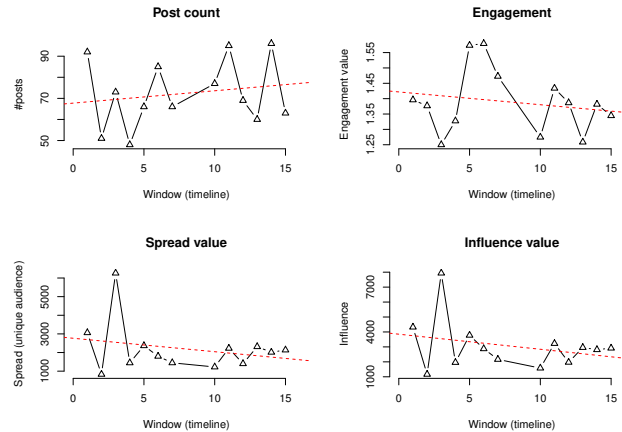 Post count
#posts
90
70
50
0
5
10
15
Window (timeline)
Engagement
Engagement value
1.55
1.45
1.35
1.25
0
5
10
15
Window (timeline)
Spread value
Spread (unique audience)
5000
3000
1000
0
5
10
15
Window (timeline)
Influence value
Influence
7000
4000
1000
0
5
10
15
Window (timeline)